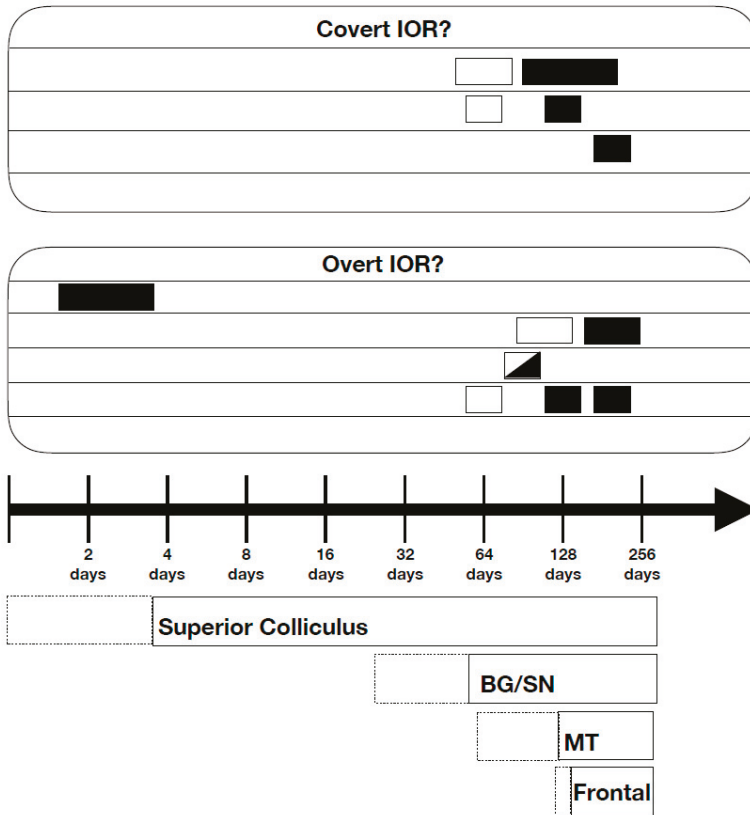 Covert IOR?
Overt IOR?
2 4 8 16 32 64 128 256
days days days days days days days days
Superior Colliculus
BG/SN
MT
Frontal